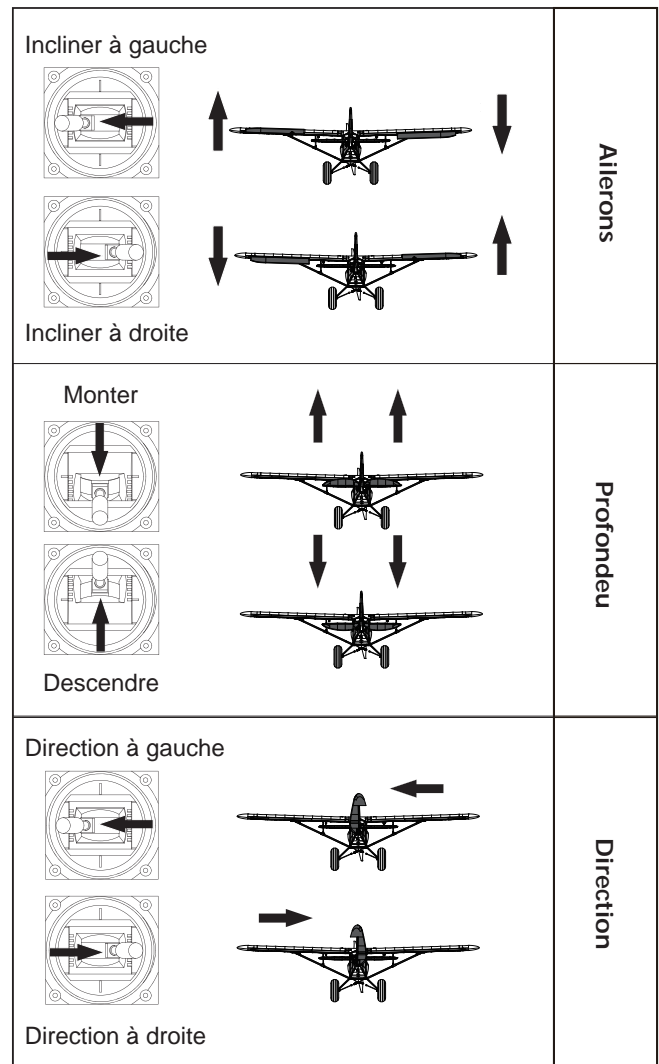 Incliner à gauche
Incliner à droite
Ailerons
Monter
Descendre
Profondeu
Direction à gauche
Direction à droite
Direction